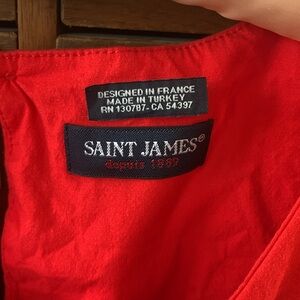 DESIGNED IN FRANCE
MADE IN TURKEY
RN 130787- CA 54397
SAINT JAMES®
depuis 1889